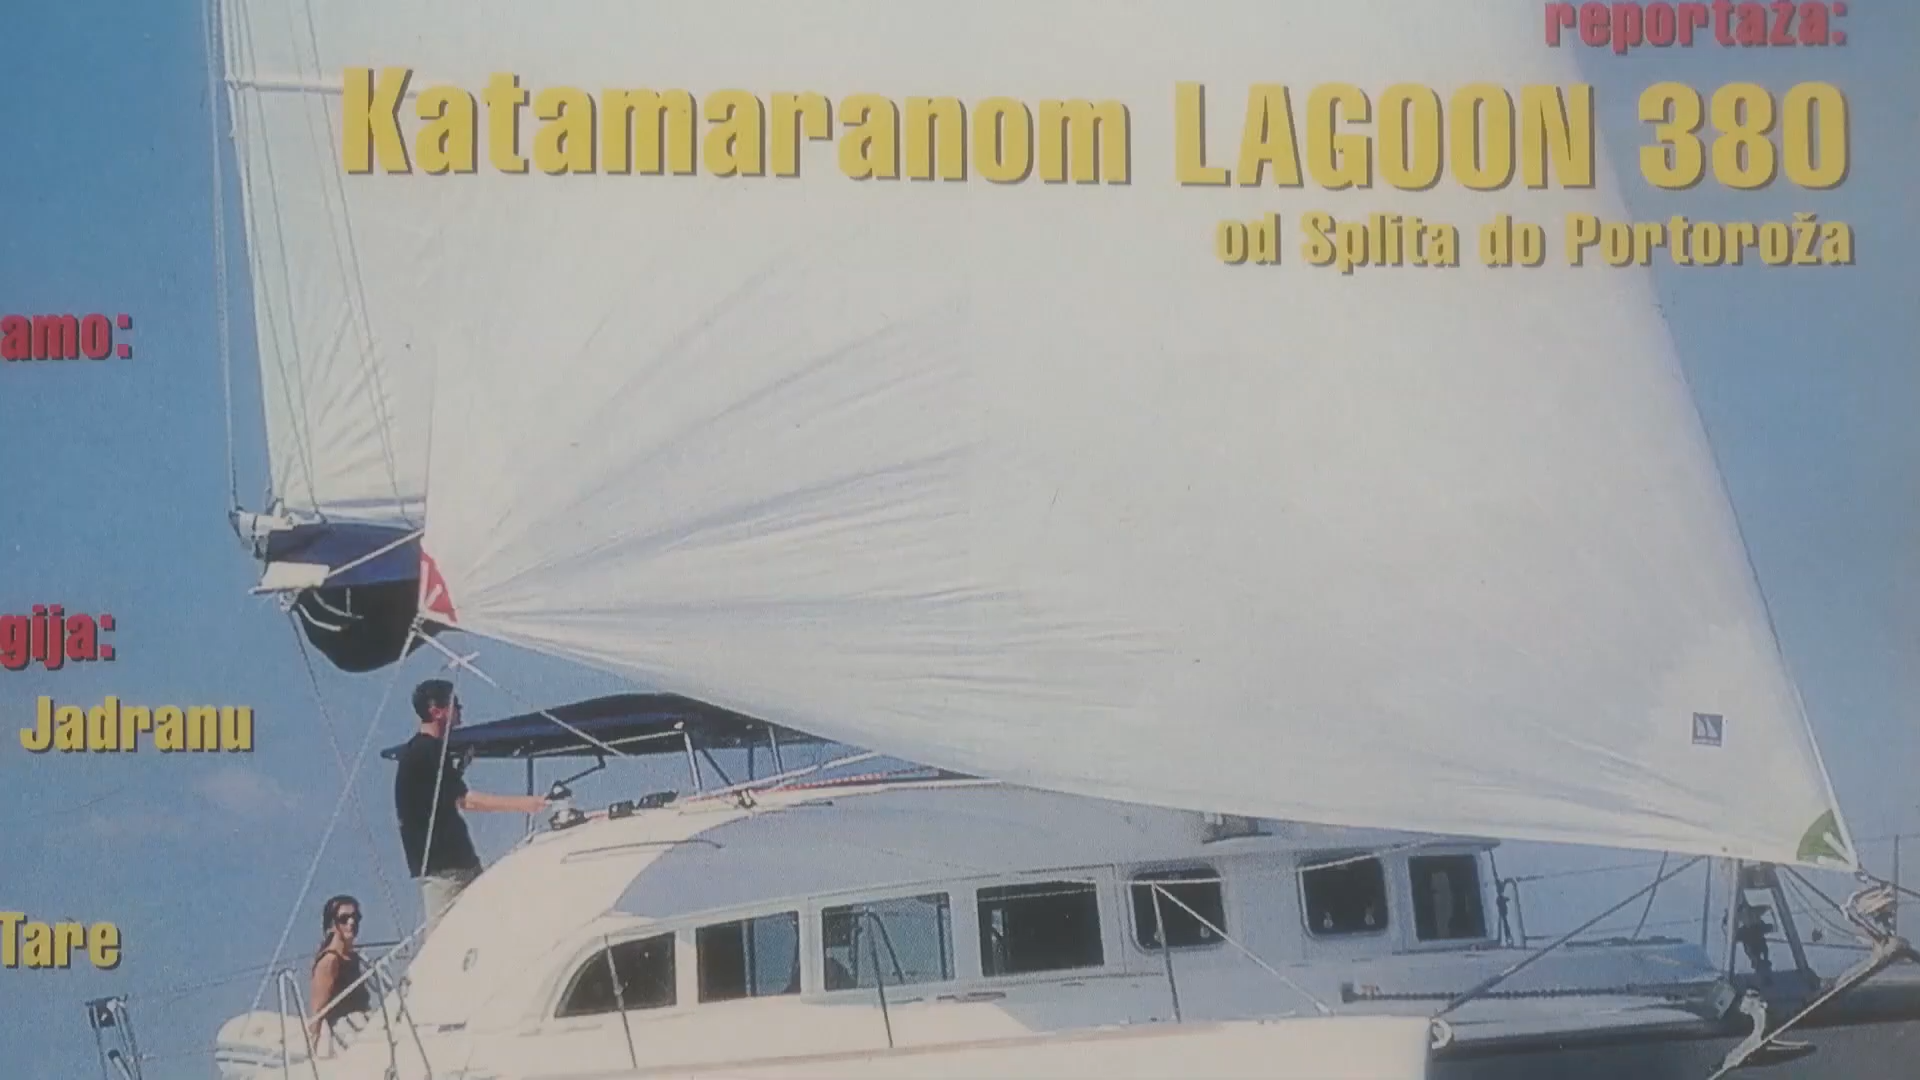 reportaža:
Katamaranom LAGOON 380
od Splita do Portoroža
amo:
gija:
Jadranu
Tare